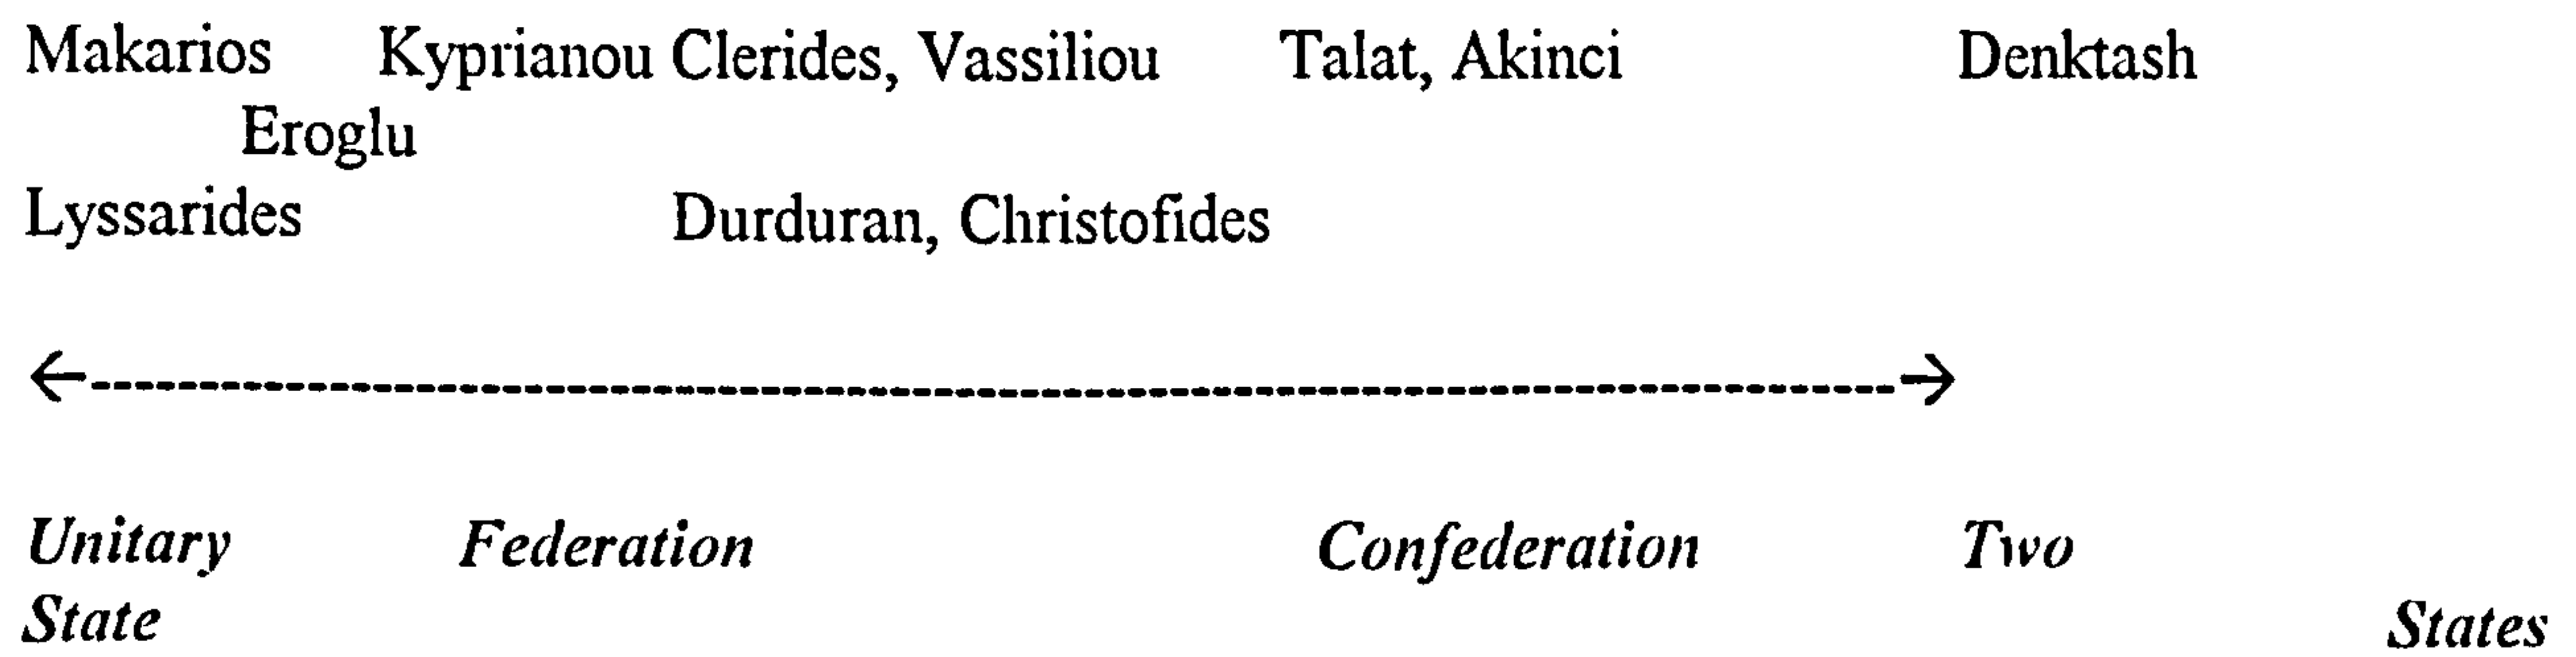 Makarios Kyprianou Clerides, Vassiliou Talat, Akinci Denktash
Eroglu
Lyssarides Durduran, Christofides
Unitary Federation Confederation Two
State States